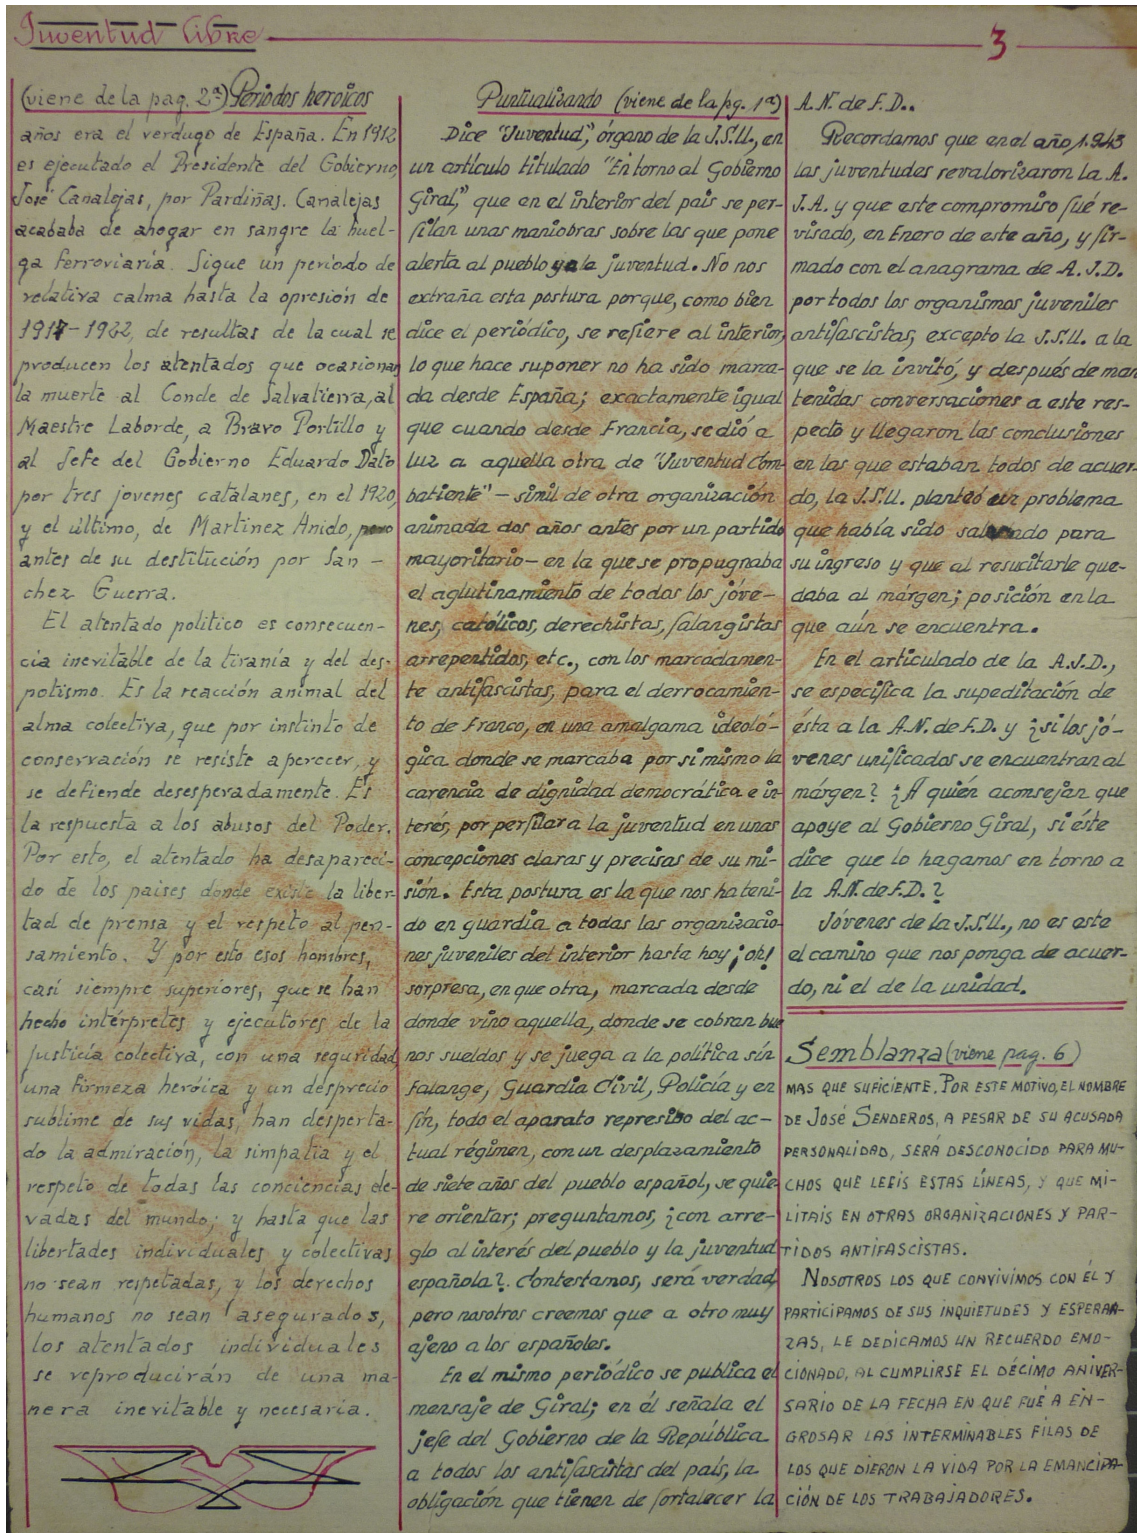 Juventud libre
3
(viene de la pag. 2ª) Periodos heroicos
años era el verdugo de España. En 1912
es ejecutado el Presidente del Gobierno
José Canalejas, por Pardiñas. Canalejas
acababa de ahogar en sangre la huel-
ga ferroviaria. Sigue un periodo de
relativa calma hasta la opresión de
1917-1922, de resultas de la cual se
producen los atentados que ocasionan
la muerte al Conde de Salvatierra, al
Maestre Laborde, a Bravo Portillo y
al Jefe del Gobierno Eduardo Dato
por tres jovenes catalanes, en el 1920,
y el último, de Martinez Anido, poco
antes de su destitución por San-
chez Guerra.
El atentado politico es consecuen-
cia inevitable de la tiranía y del des-
potismo. Es la reacción animal del
alma colectiva, que por instinto de
conservación se resiste a perecer, y
se defiende desesperadamente. Es
la respuesta a los abusos del Poder.
Por esto, el atentado ha desapareci-
do de los paises donde existe la liber-
tad de prensa y el respeto al pen-
samiento. Y por esto esos hombres,
casi siempre superiores, que se han
hecho intérpretes y ejecutores de la
justicia colectiva, con una seguridad,
una firmeza heróica y un desprecio
sublime de sus vidas, han desperta-
do la admiración, la simpatía y el
respeto de todas las conciencias ele-
vadas del mundo; y hasta que las
libertades individuales y colectivas
no sean respetadas, y los derechos
humanos no sean asegurados,
los atentados individuales
se reproducirán de una ma-
nera inevitable y necesaria.
Puntualizando (viene de la pg. 1ª)
Dice "Juventud", órgano de la J.S.U., en
un artículo titulado "En torno al Gobierno
Giral," que en el interior del pais se per-
filan unas maniobras sobre las que pone
alerta al pueblo y a la juventud. No nos
extraña esta postura porque, como bien
dice el periódico, se refiere al interior,
lo que hace suponer no ha sido marca-
da desde España; exactamente igual
que cuando desde Francia, se dió a
luz a aquella otra de "Juventud Com-
batiente" - simil de otra organización
animada dos años antes por un partido
mayoritario - en la que se propugnaba
el aglutinamiento de todos los jóve-
nes, católicos, derechistas, falangistas
arrepentidos, etc., con los marcadamen-
te antifascistas, para el derrocamien-
to de Franco, en una amalgama ideoló-
gica donde se marcaba por si mismo la
carencia de dignidad democrática e in-
terés, por perfilar a la juventud en unas
concepciones claras y precisas de su mi-
sión. Esta postura es la que nos ha teni-
do en guardia a todas las organizacio-
nes juveniles del interior hasta hoy ¡oh!
sorpresa, en que otra, marcada desde
donde vino aquella, donde se cobran bue
nos sueldos y se juega a la política sin
Falange, Guardia Civil, Policía y en
fin, todo el aparato represibo del ac-
tual régimen, con un desplazamiento
de siete años del pueblo español, se quie-
re orientar; preguntamos, ¿con arre-
glo al interés del pueblo y la juventud
española?. Contestamos, será verdad,
pero nosotros creemos que a otro muy
ajeno a los españoles.
En el mismo periódico se publica el
mensaje de Giral; en él señala el
jefe del Gobierno de la República
a todos los antifascistas del país, la
obligación que tienen de fortalecer la
A.N. de F.D..
Recordamos que en el año 1.943
las juventudes revalorizaron la A.
J.A. y que este compromiso fué re-
visado, en Enero de este año, y fir-
mado con el anagrama de A.J.D.
por todos los organismos juveniles
antifascistas, excepto la J.S.U. a la
que se la invitó, y después de man
tenidas conversaciones a este res-
pecto y llegaron las conclusiones
en las que estaban todos de acuer-
do, la J.S.U. planteó un problema
que había sido salvando para
su ingreso y que al resucitarle que-
daba al márgen; posición en la
que aún se encuentra.
En el articulado de la A.J.D.,
se especifica la supeditación de
ésta a la A.N. de F.D. y ¿si los jó-
venes unificados se encuentran al
márgen? ¿A quién aconsejan que
apoye al Gobierno Giral, si éste
dice que lo hagamos en torno a
la A.N. de F.D.?
Jóvenes de la J.S.U., no es este
el camino que nos ponga de acuer-
do, ni el de la unidad.
Semblanza (viene pag. 6)
MAS QUE SUFICIENTE. POR ESTE MOTIVO, EL NOMBRE
DE JOSÉ SENDEROS, A PESAR DE SU ACUSADA
PERSONALIDAD, SERÁ DESCONOCIDO PARA MU-
CHOS QUE LEEIS ESTAS LÍNEAS, Y QUE MI-
LITAIS EN OTRAS ORGANIZACIONES Y PAR-
TIDOS ANTIFASCISTAS.
NOSOTROS LOS QUE CONVIVIMOS CON ÉL Y
PARTICIPAMOS DE SUS INQUIETUDES Y ESPERAN-
ZAS, LE DEDICAMOS UN RECUERDO EMO-
CIONADO, AL CUMPLIRSE EL DÉCIMO ANIVER-
SARIO DE LA FECHA EN QUE FUÉ A EN-
GROSAR LAS INTERMINABLES FILAS DE
LOS QUE DIERON LA VIDA POR LA EMANCIPA-
CIÓN DE LOS TRABAJADORES.